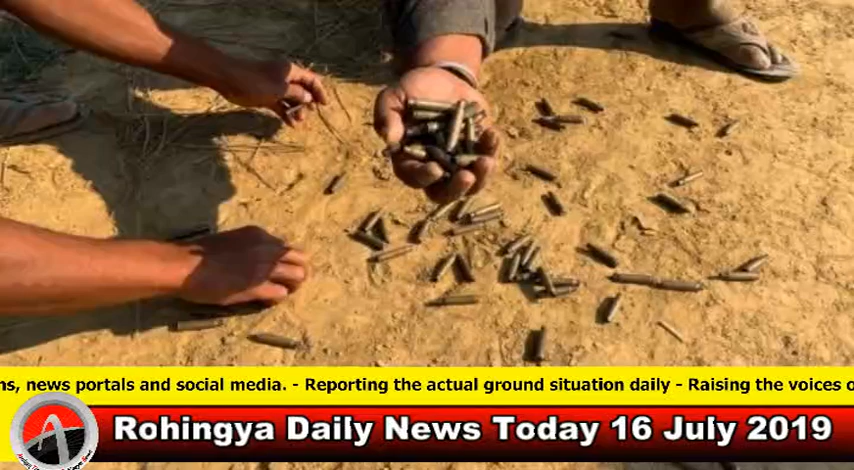 ns, news portals and social media. - Reporting the actual ground situation daily - Raising the voices o
Rohingya Daily News Today 16 July 2019